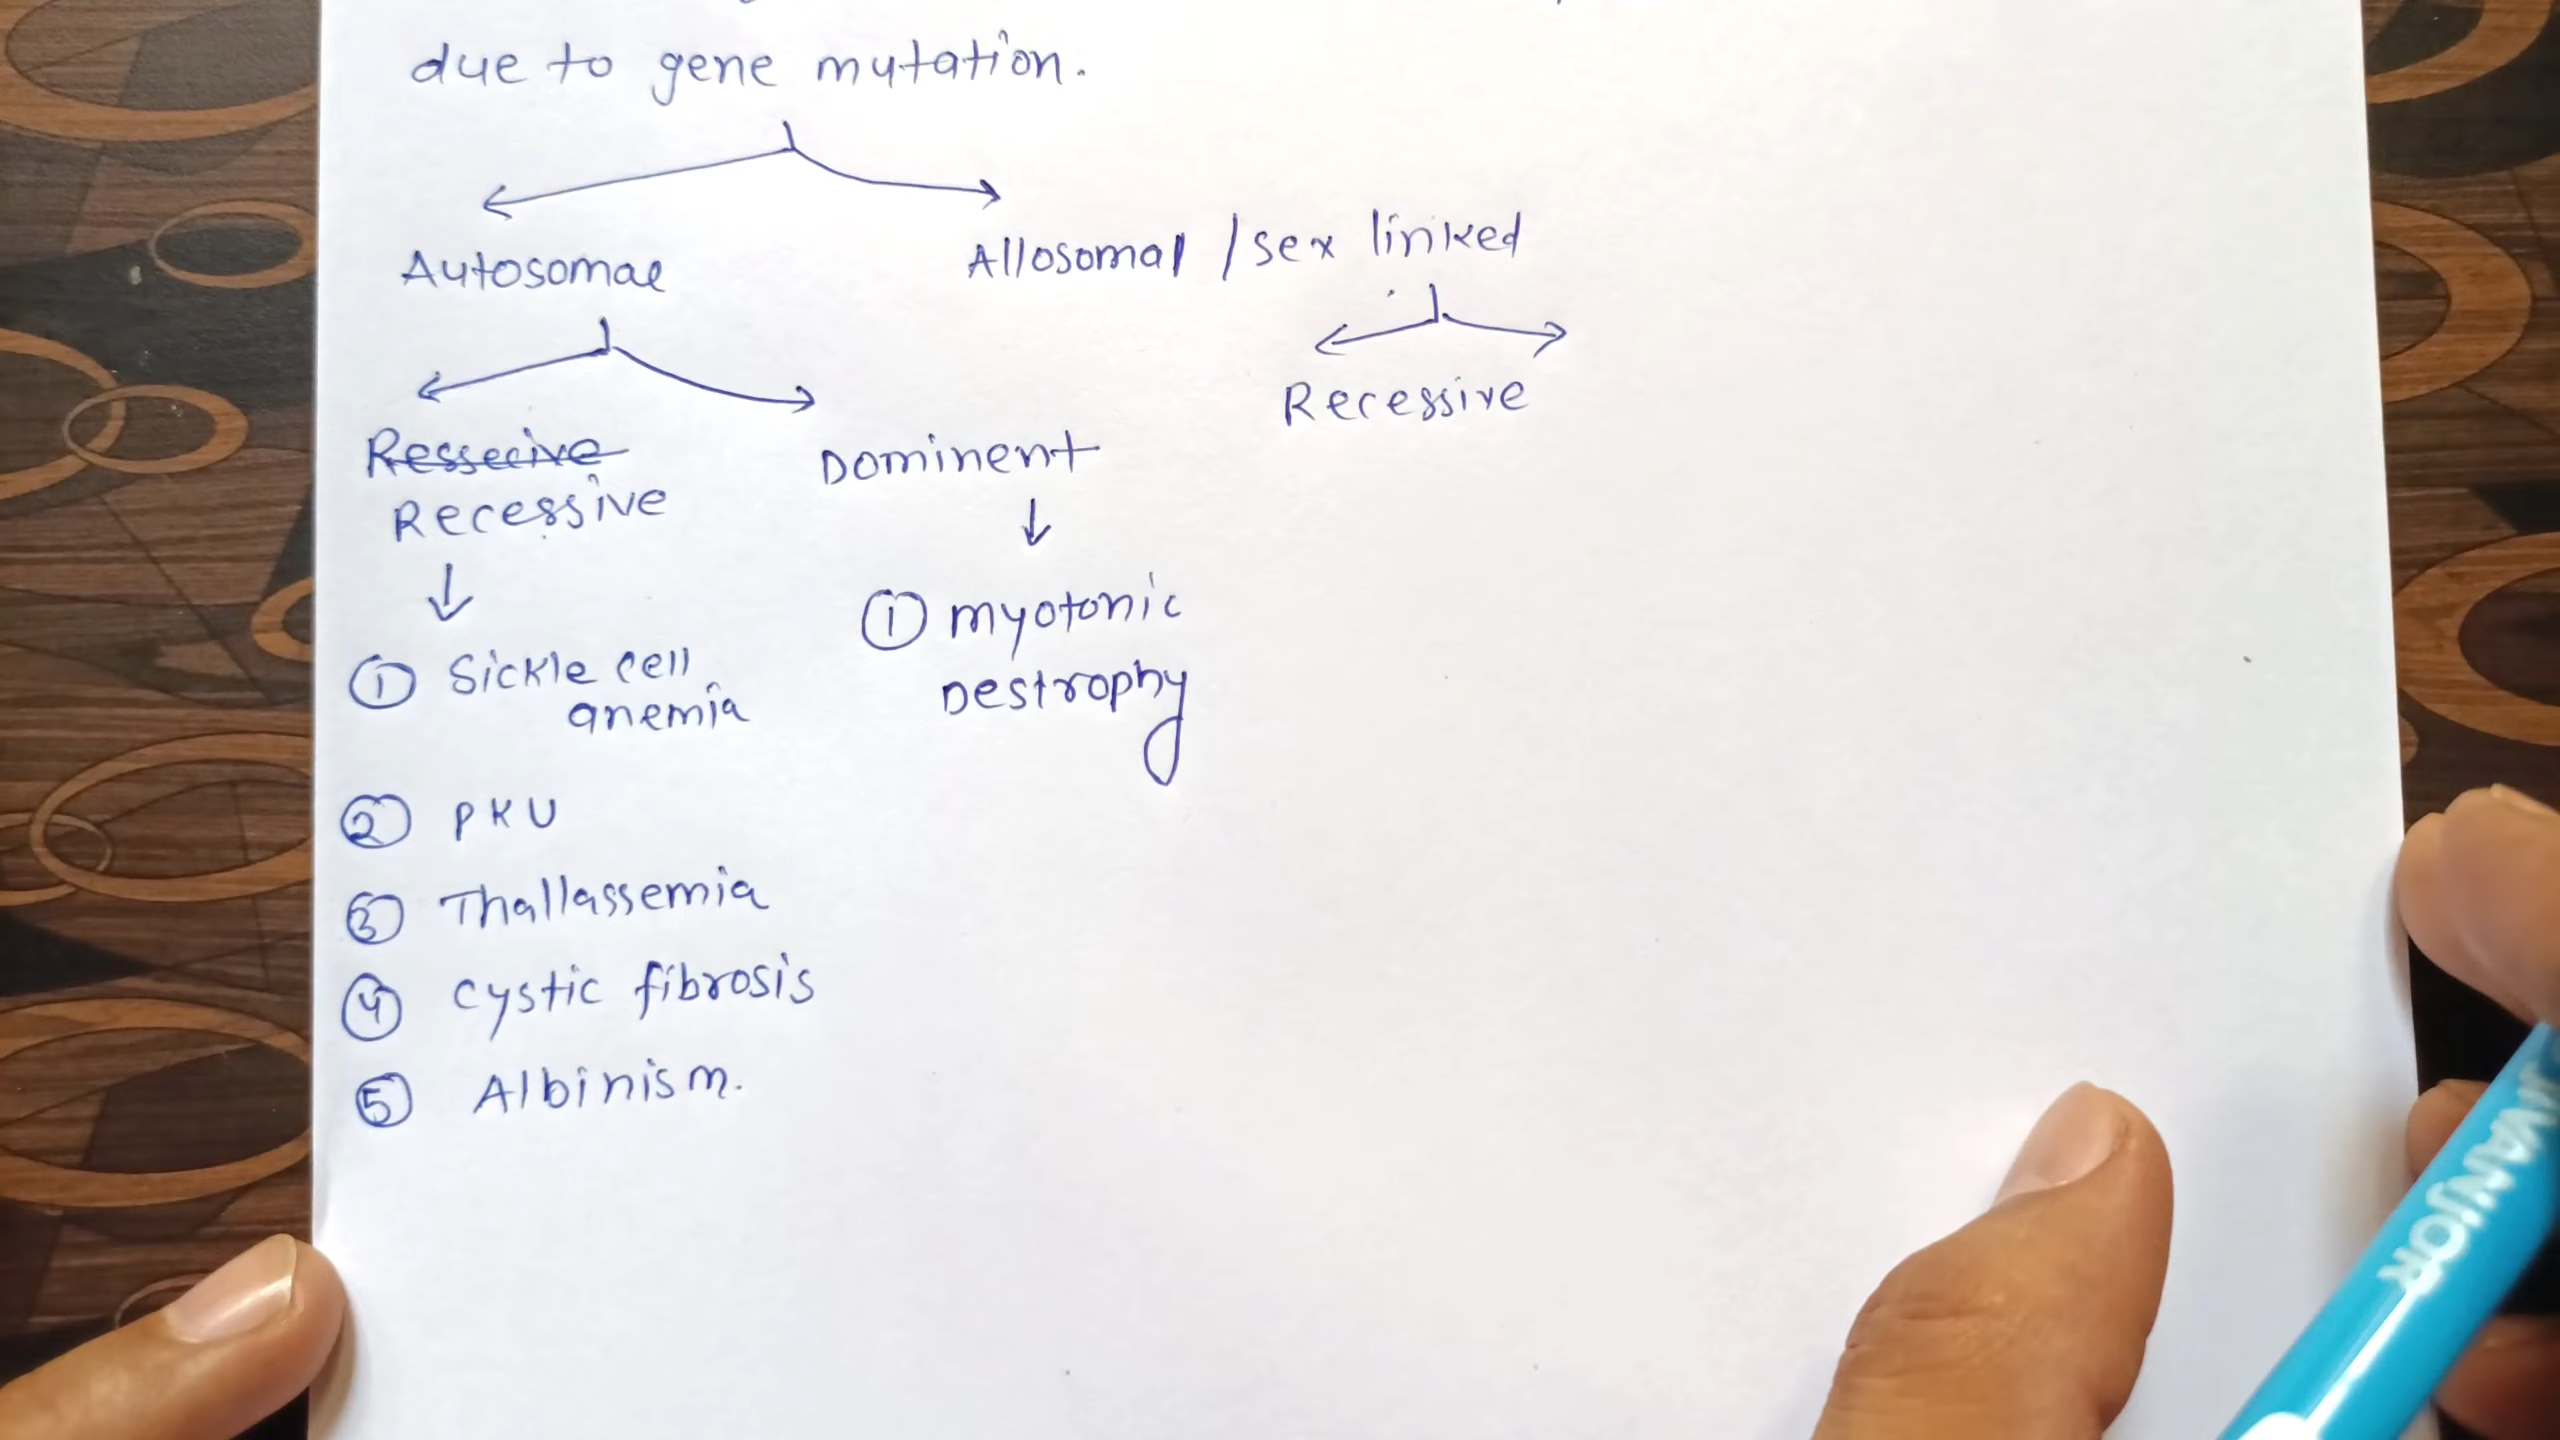 due to gene mutation.
Autosomal
Allosomal / sex linked
Ressecive
Recessive
Dominent
Recessive
① Sickle cell
anemia
② PKU
③ Thallassemia
④ cystic fibrosis
⑤ Albinism.
① myotonic
Destrophy
JIVANJOR